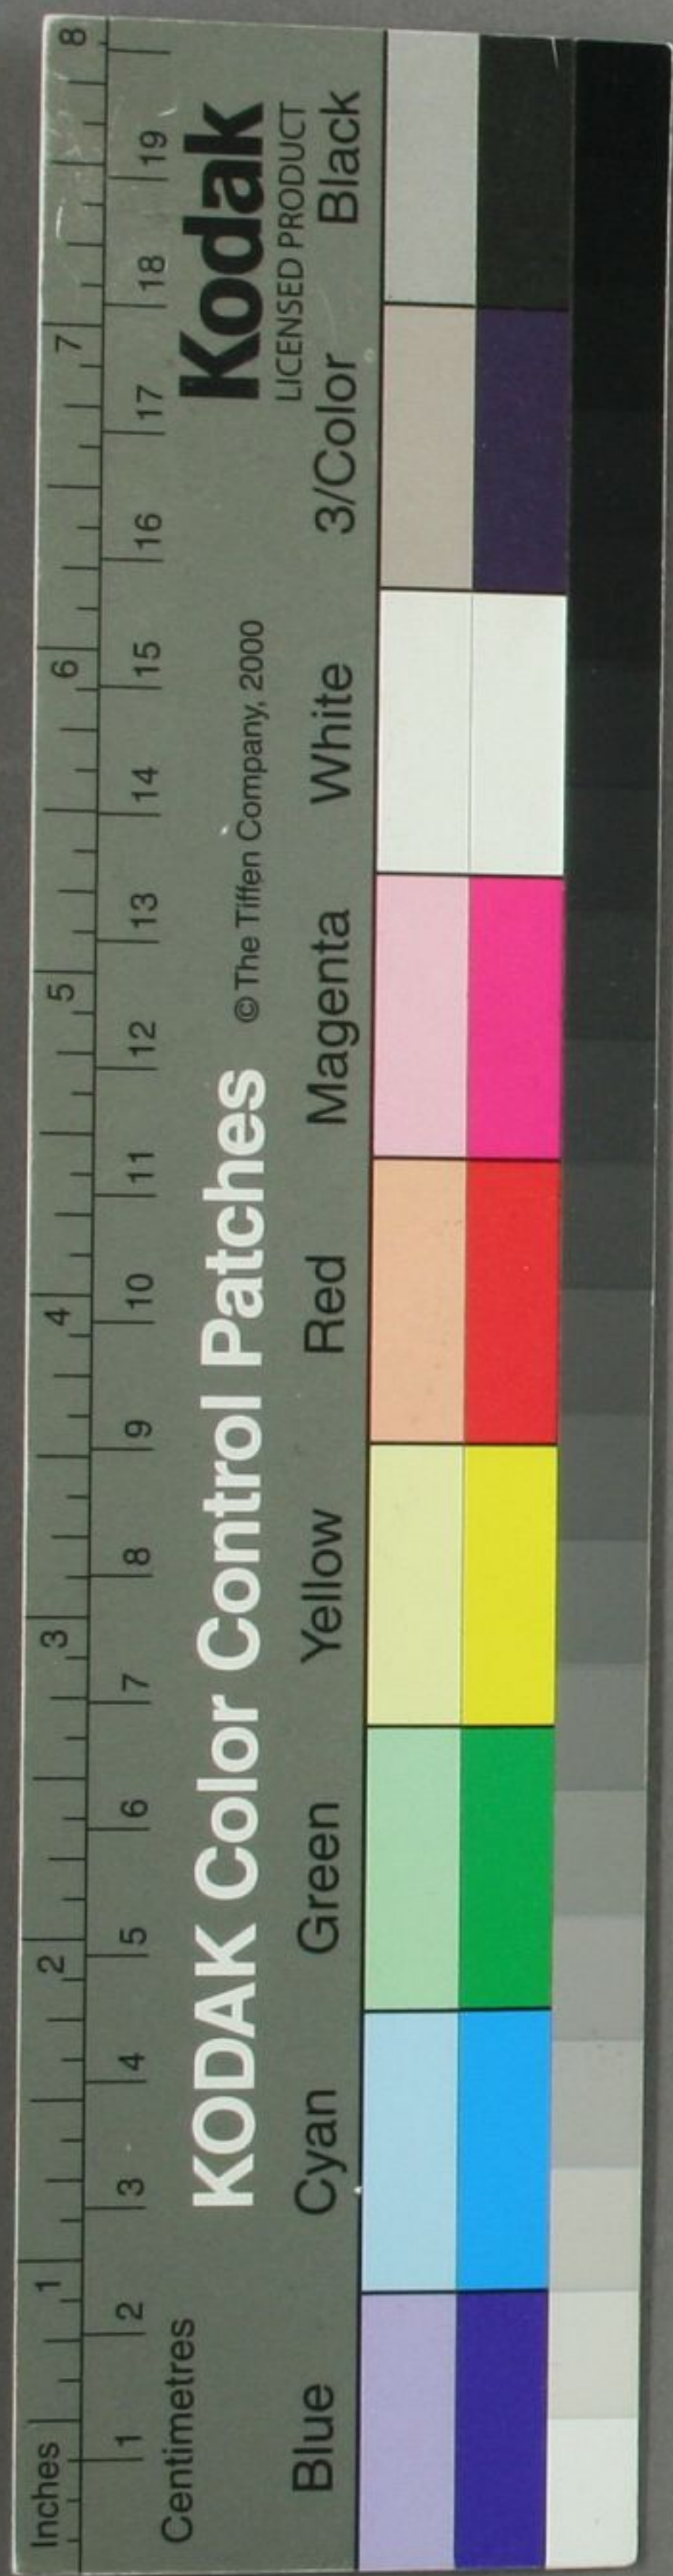 Inches 1 2 3 4 5 6 7 8
1 2 3 4 5 6 7 8 9 10 11 12 13 14 15 16 17 18 19
Centimetres
KODAK Color Control Patches © The Tiffen Company, 2000 Kodak
LICENSED PRODUCT
Blue Cyan Green Yellow Red Magenta White 3/Color Black